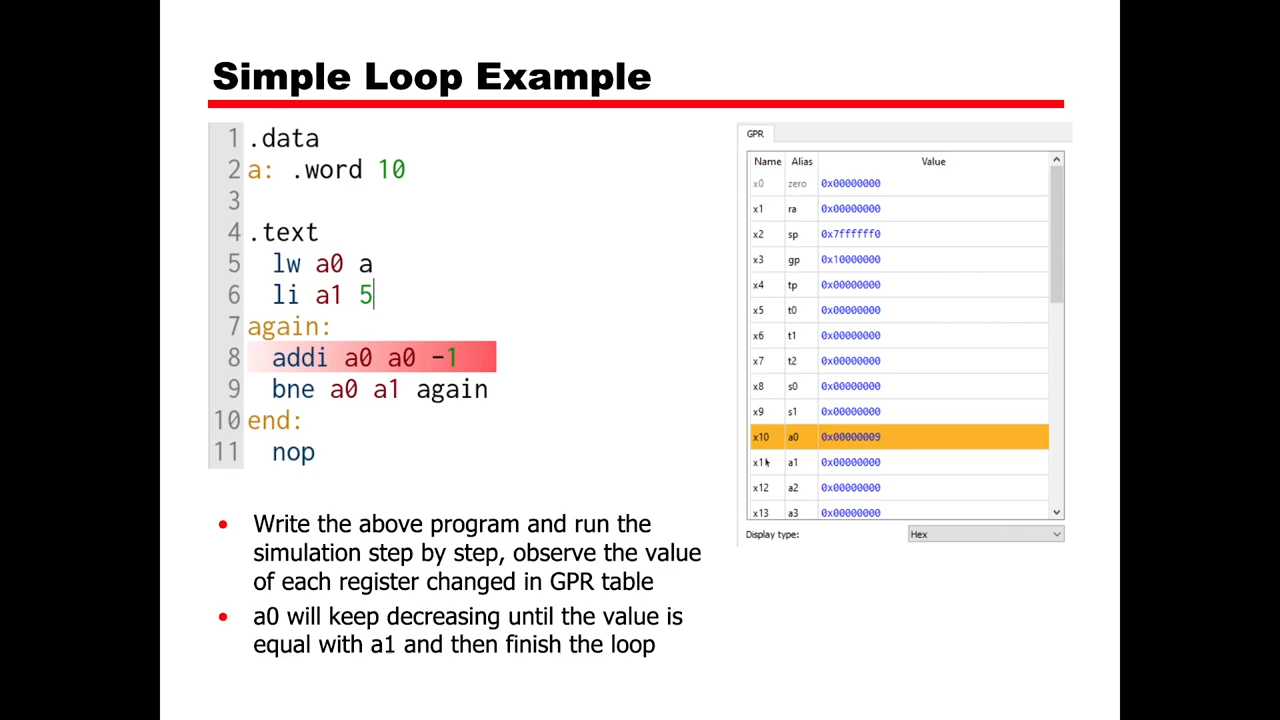 Simple Loop Example
1 .data
2 a: .word 10
3
4 .text
5 lw a0 a
6 li a1 5
7 again:
8 addi a0 a0 -1
9 bne a0 a1 again
10 end:
11 nop
GPR
Name Alias Value
x0 zero 0x00000000
x1 ra 0x00000000
x2 sp 0x7ffffff0
x3 gp 0x10000000
x4 tp 0x00000000
x5 t0 0x00000000
x6 t1 0x00000000
x7 t2 0x00000000
x8 s0 0x00000000
x9 s1 0x00000000
x10 a0 0x00000009
x11 a1 0x00000000
x12 a2 0x00000000
x13 a3 0x00000000
Display type: Hex
• Write the above program and run the
simulation step by step, observe the value
of each register changed in GPR table
• a0 will keep decreasing until the value is
equal with a1 and then finish the loop